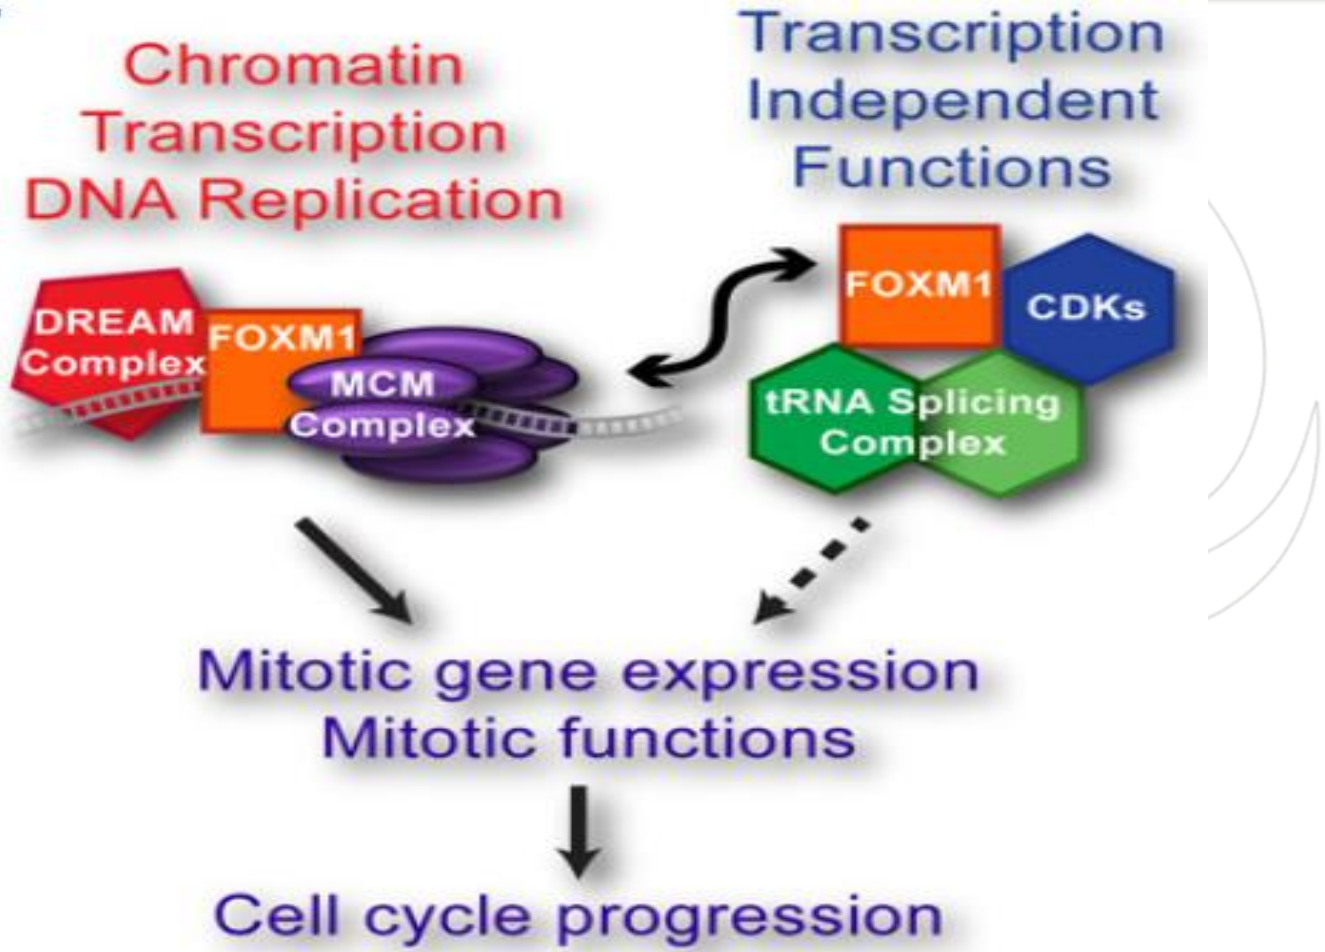 Chromatin
Transcription
DNA Replication
Transcription
Independent
Functions
DREAM
Complex
FOXM1
MCM
Complex
FOXM1
CDKs
tRNA Splicing
Complex
Mitotic gene expression
Mitotic functions
Cell cycle progression